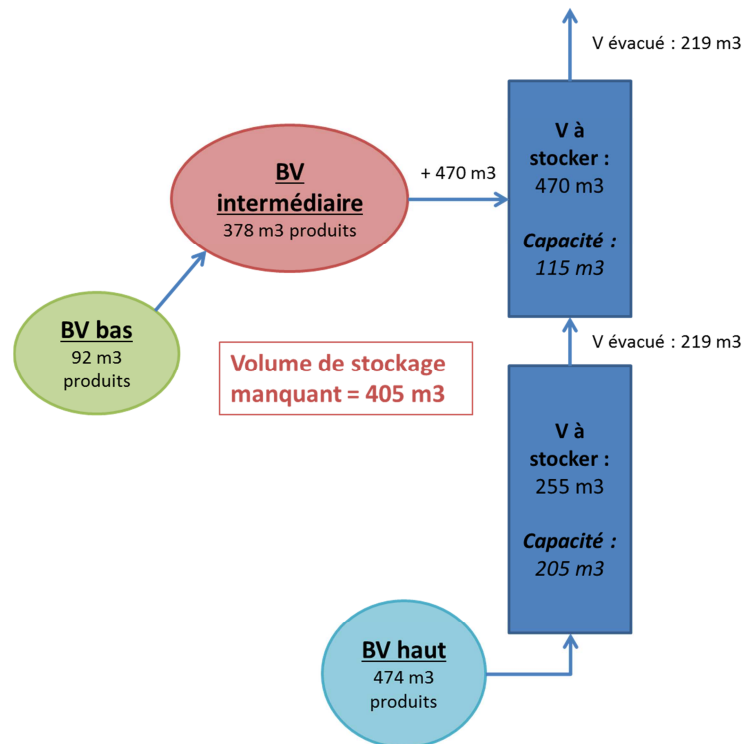 V évacué : 219 m3
V à
stocker :
470 m3
Capacité :
115 m3
+ 470 m3
BV
intermédiaire
378 m3 produits
BV bas
92 m3
produits
Volume de stockage
manquant = 405 m3
V évacué : 219 m3
V à
stocker :
255 m3
Capacité :
205 m3
BV haut
474 m3
produits